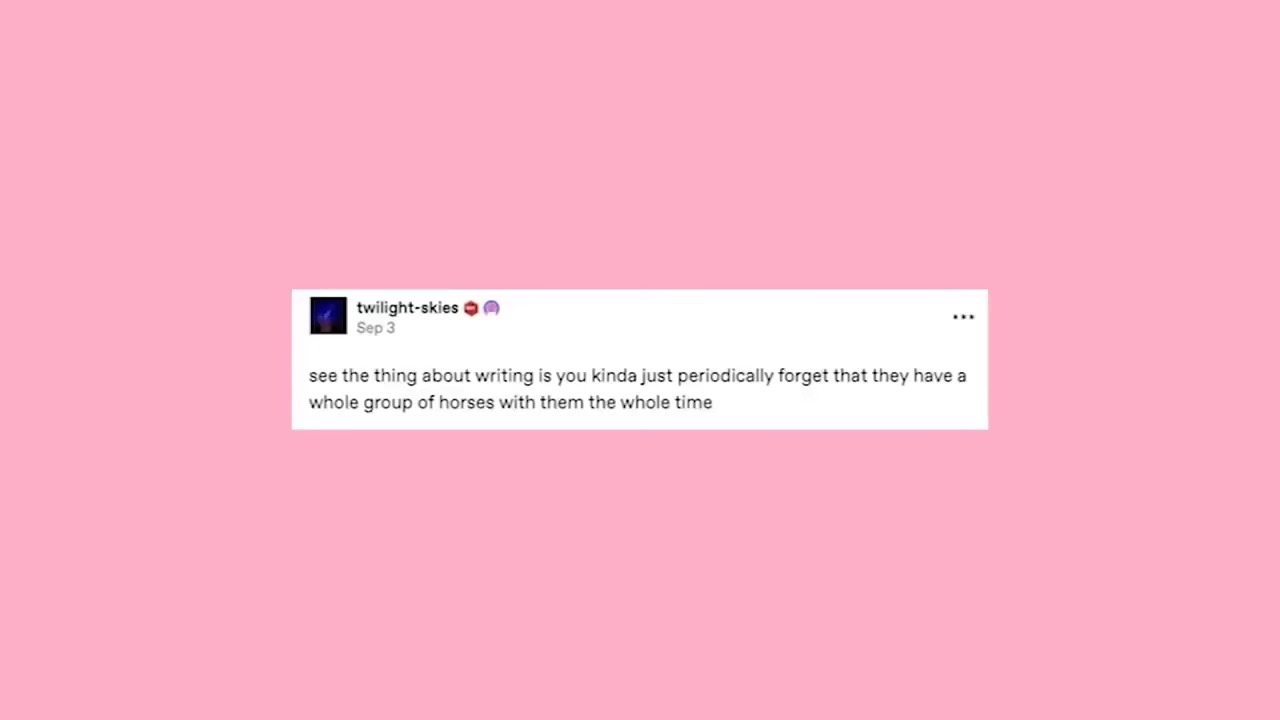 twilight-skies
Sep 3
see the thing about writing is you kinda just periodically forget that they have a
whole group of horses with them the whole time